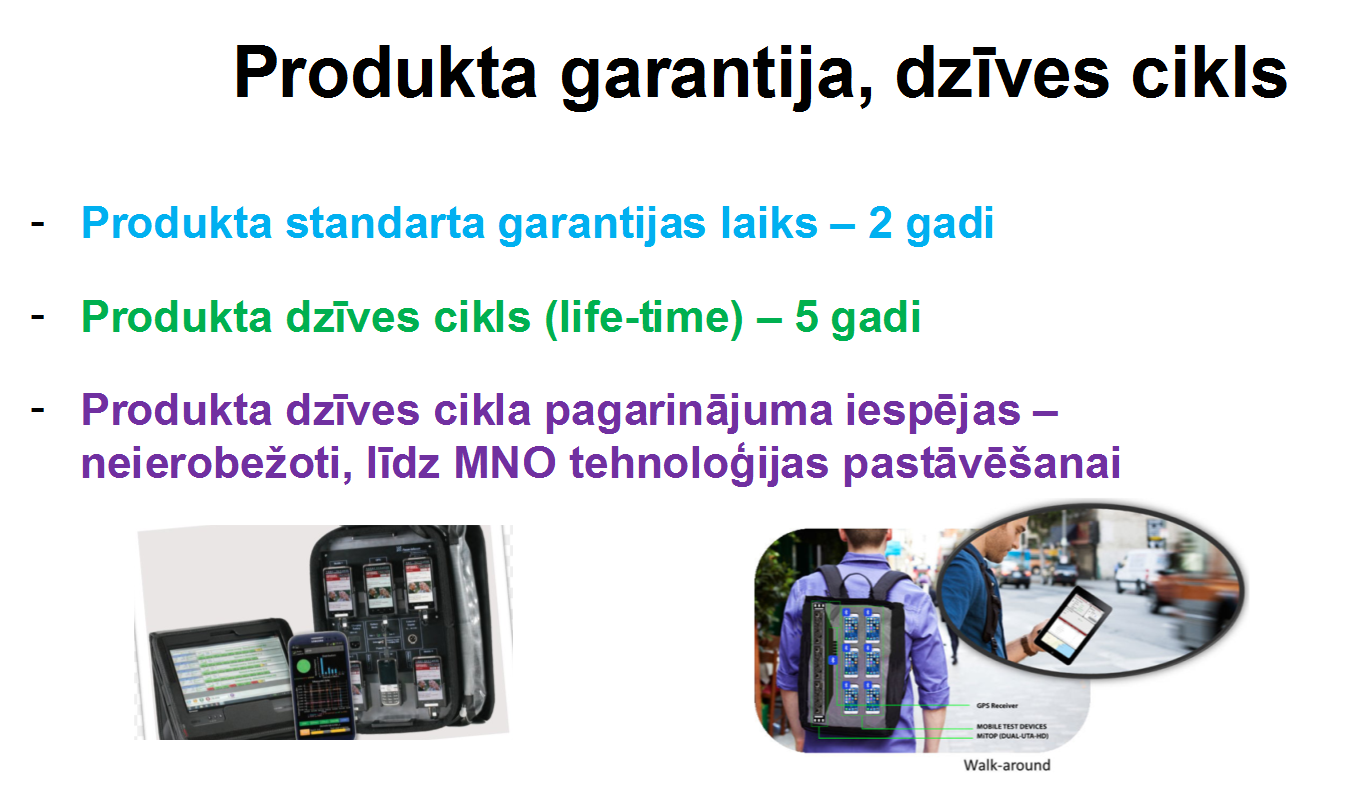 Produkta garantija, dzīves cikls
- Produkta standarta garantijas laiks – 2 gadi
- Produkta dzīves cikls (life-time) – 5 gadi
- Produkta dzīves cikla pagarinājuma iespējas –
neierobežoti, līdz MNO tehnoloģijas pastāvēšanai
GPS Receiver
MOBILE TEST DEVICES
MiTOP (DUAL-UTA-HD)
Walk-around